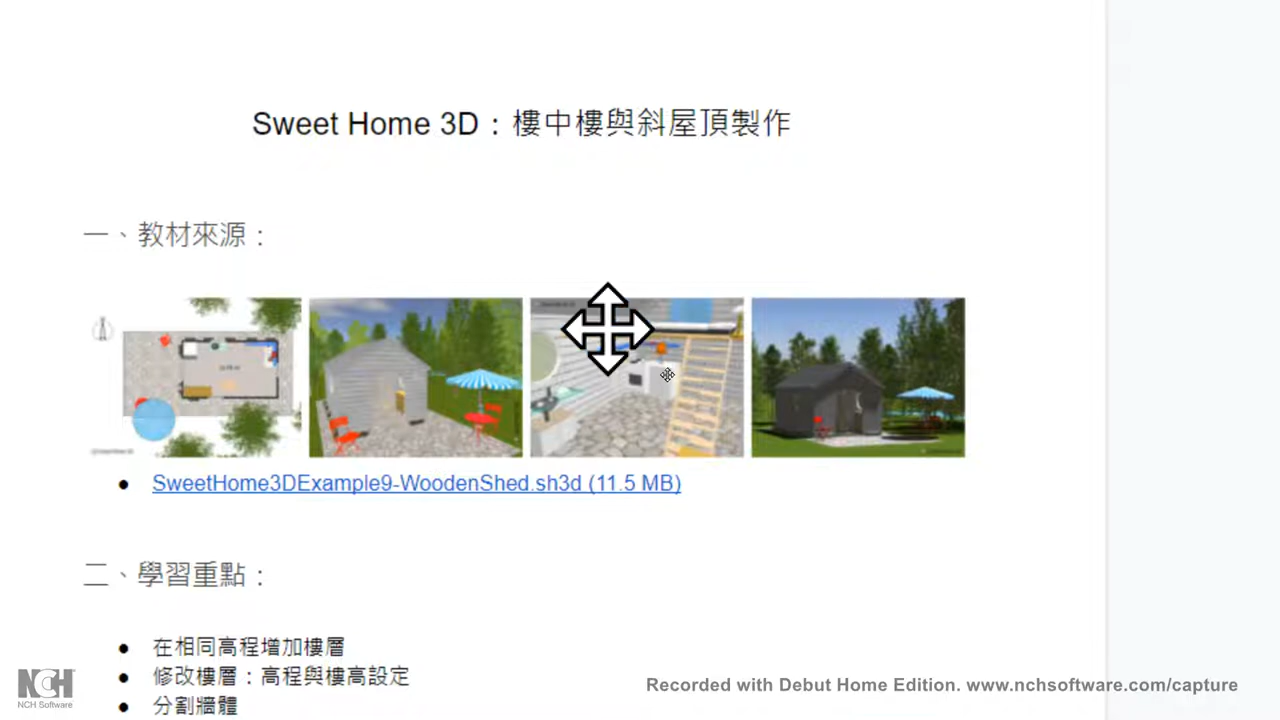 Sweet Home 3D：樓中樓與斜屋頂製作
一、教材來源：
● SweetHome3DExample9-WoodenShed.sh3d (11.5 MB)
二、學習重點：
● 在相同高程增加樓層
● 修改樓層：高程與樓高設定
● 分割牆體
NCH
NCH Software
Recorded with Debut Home Edition. www.nchsoftware.com/capture